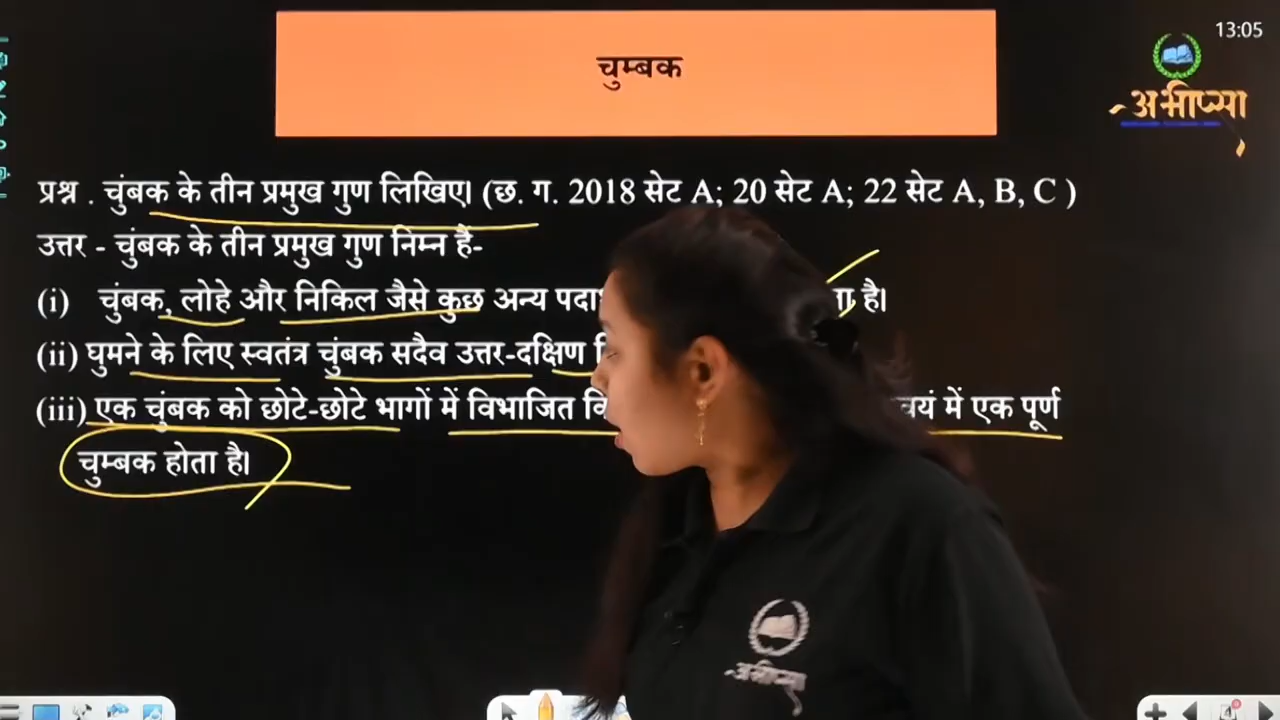 13:05
चुम्बक
अभीप्सा
प्रश्न . चुंबक के तीन प्रमुख गुण लिखिए। (छ. ग. 2018 सेट A; 20 सेट A; 22 सेट A, B, C )
उत्तर - चुंबक के तीन प्रमुख गुण निम्न हैं-
(i) चुंबक, लोहे और निकिल जैसे कुछ अन्य है।
(ii) घुमने के लिए स्वतंत्र चुंबक सदैव उत्तर-दक्षिण
(iii) एक चुंबक को छोटे-छोटे भागों में विभाजित में एक पूर्ण
चुम्बक होता है।
अभीप्सा